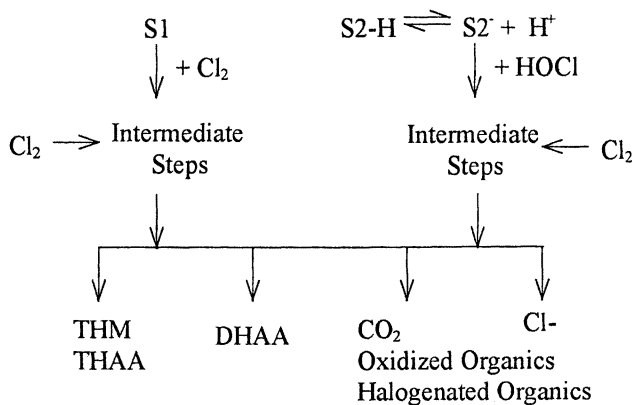 S1 S2-H ⇌ S2⁻ + H⁺
+ Cl₂ + HOCl
Cl₂ Intermediate Steps Intermediate Steps Cl₂
THM DHAA CO₂ Cl-
THAA Oxidized Organics
Halogenated Organics